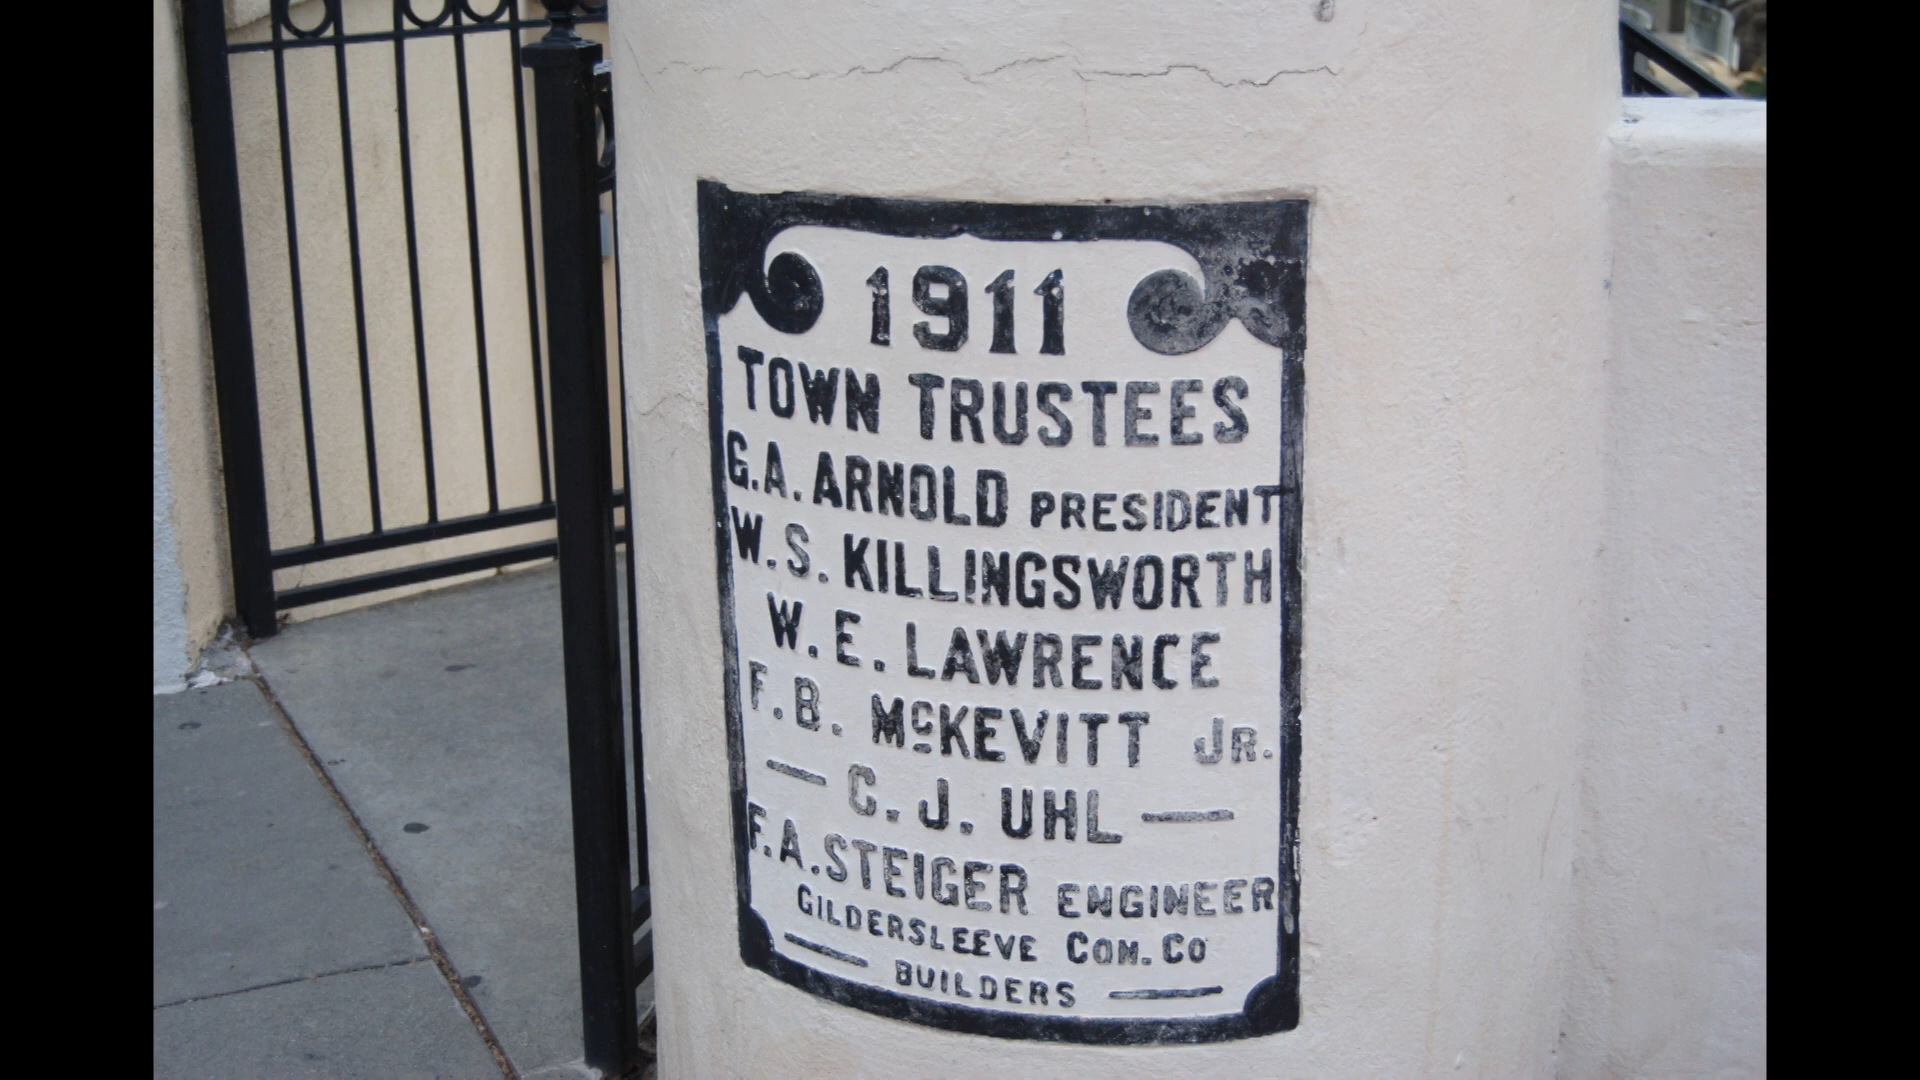 1911
TOWN TRUSTEES
G.A. ARNOLD PRESIDENT
W.S. KILLINGSWORTH
W.E. LAWRENCE
F.B. McKEVITT JR.
— C. J. UHL —
F.A. STEIGER ENGINEER
GILDERSLEEVE CON. CO
— BUILDERS —